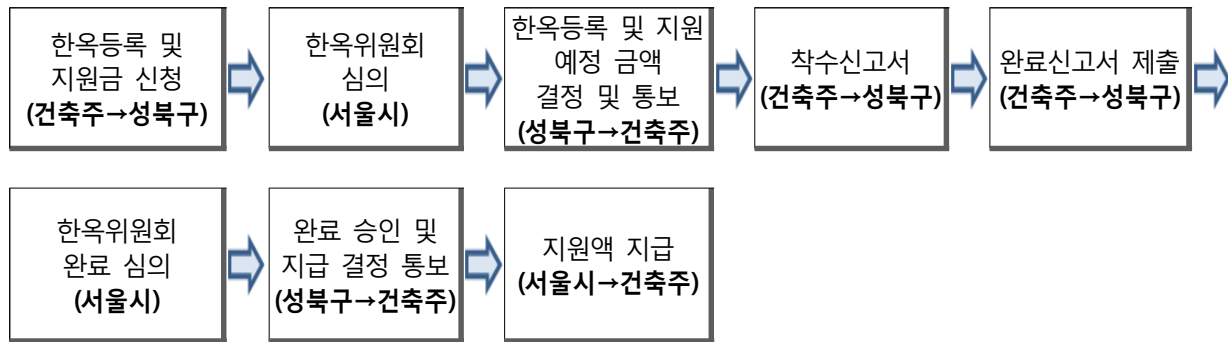 한옥등록 및
지원금 신청
(건축주→성북구)
한옥위원회
심의
(서울시)
한옥등록 및 지원
예정 금액
결정 및 통보
(성북구→건축주)
착수신고서
(건축주→성북구)
완료신고서 제출
(건축주→성북구)
한옥위원회
완료 심의
(서울시)
완료 승인 및
지급 결정 통보
(성북구→건축주)
지원액 지급
(서울시→건축주)